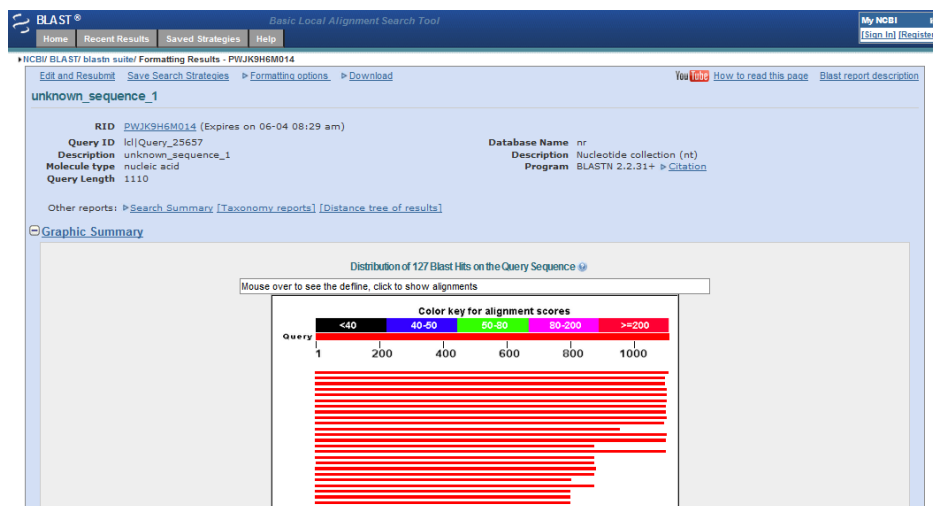 BLAST® Basic Local Alignment Search Tool My NCBI
Home Recent Results Saved Strategies Help [Sign In] [Register
NCBI/ BLAST/ blastn suite/ Formatting Results - PWJK9H6M014
Edit and Resubmit Save Search Strategies Formatting options Download YouTube How to read this page Blast report description
unknown_sequence_1
RID PWJK9H6M014 (Expires on 06-04 08:29 am)
Query ID lcl|Query_25657 Database Name nr
Description unknown_sequence_1 Description Nucleotide collection (nt)
Molecule type nucleic acid Program BLASTN 2.2.31+ Citation
Query Length 1110
Other reports: Search Summary [Taxonomy reports] [Distance tree of results]
Graphic Summary
Distribution of 127 Blast Hits on the Query Sequence
Mouse over to see the define, click to show alignments
Color key for alignment scores
<40 40-50 50-80 80-200 >=200
Query
1 200 400 600 800 1000